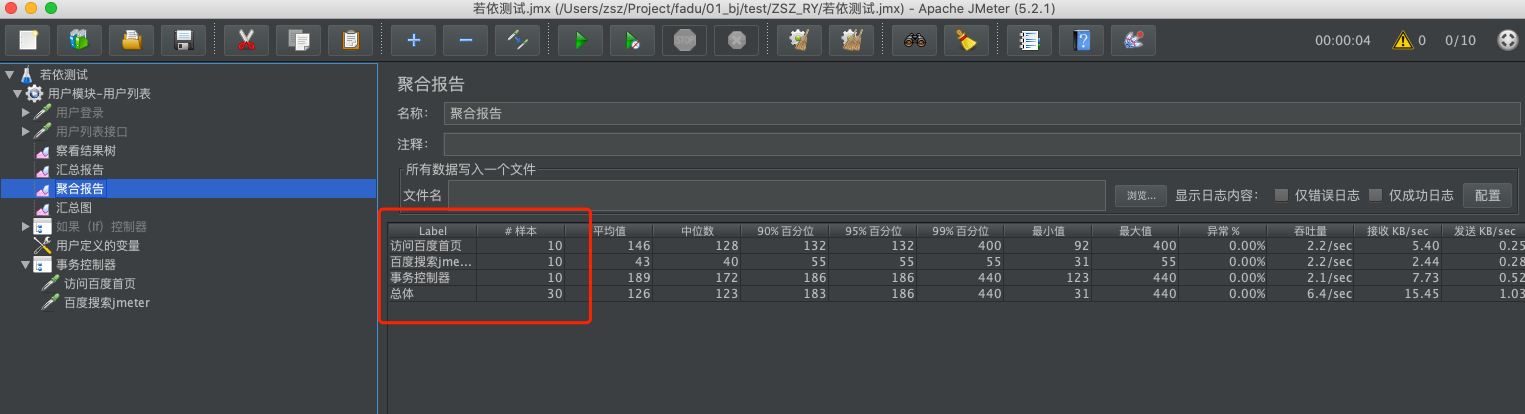 若依测试.jmx (/Users/zsz/Project/fadu/01_bj/test/ZSZ_RY/若依测试.jmx) - Apache JMeter (5.2.1)
STOP
00:00:04 0 0/10
若依测试
用户模块-用户列表
用户登录
用户列表接口
察看结果树
汇总报告
聚合报告
汇总图
如果（If）控制器
用户定义的变量
事务控制器
访问百度首页
百度搜索jmeter
聚合报告
名称： 聚合报告
注释：
所有数据写入一个文件
文件名 浏览... 显示日志内容： 仅错误日志 仅成功日志 配置
Label # 样本 平均值 中位数 90% 百分位 95% 百分位 99% 百分位 最小值 最大值 异常 % 吞吐量 接收 KB/sec 发送 KB/sec
访问百度首页 10 146 128 132 132 400 92 400 0.00% 2.2/sec 5.40 0.25
百度搜索jme... 10 43 40 55 55 55 31 55 0.00% 2.2/sec 2.44 0.28
事务控制器 10 189 172 186 186 440 123 440 0.00% 2.1/sec 7.73 0.52
总体 30 126 123 183 186 440 31 440 0.00% 6.4/sec 15.45 1.03